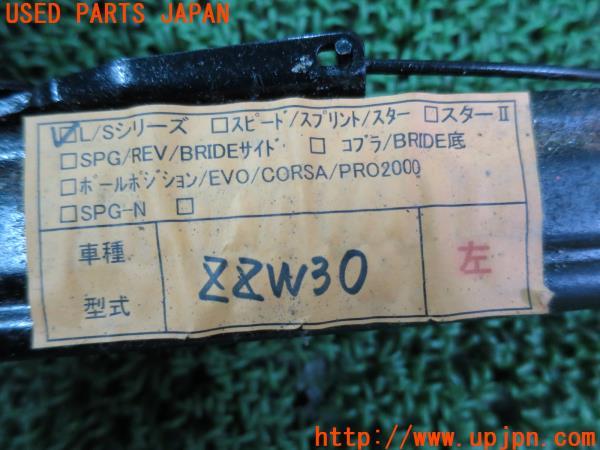 USED PARTS JAPAN
☑L/Sシリーズ □スピード/スプリント/スター □スターⅡ
□SPG/REV/BRIDEサイド □ コブラ/BRIDE底
□ポールポジション/EVO/CORSA/PRO2000
□SPG-N □
車種
型式
ZZW30
左
http://www.upjpn.com